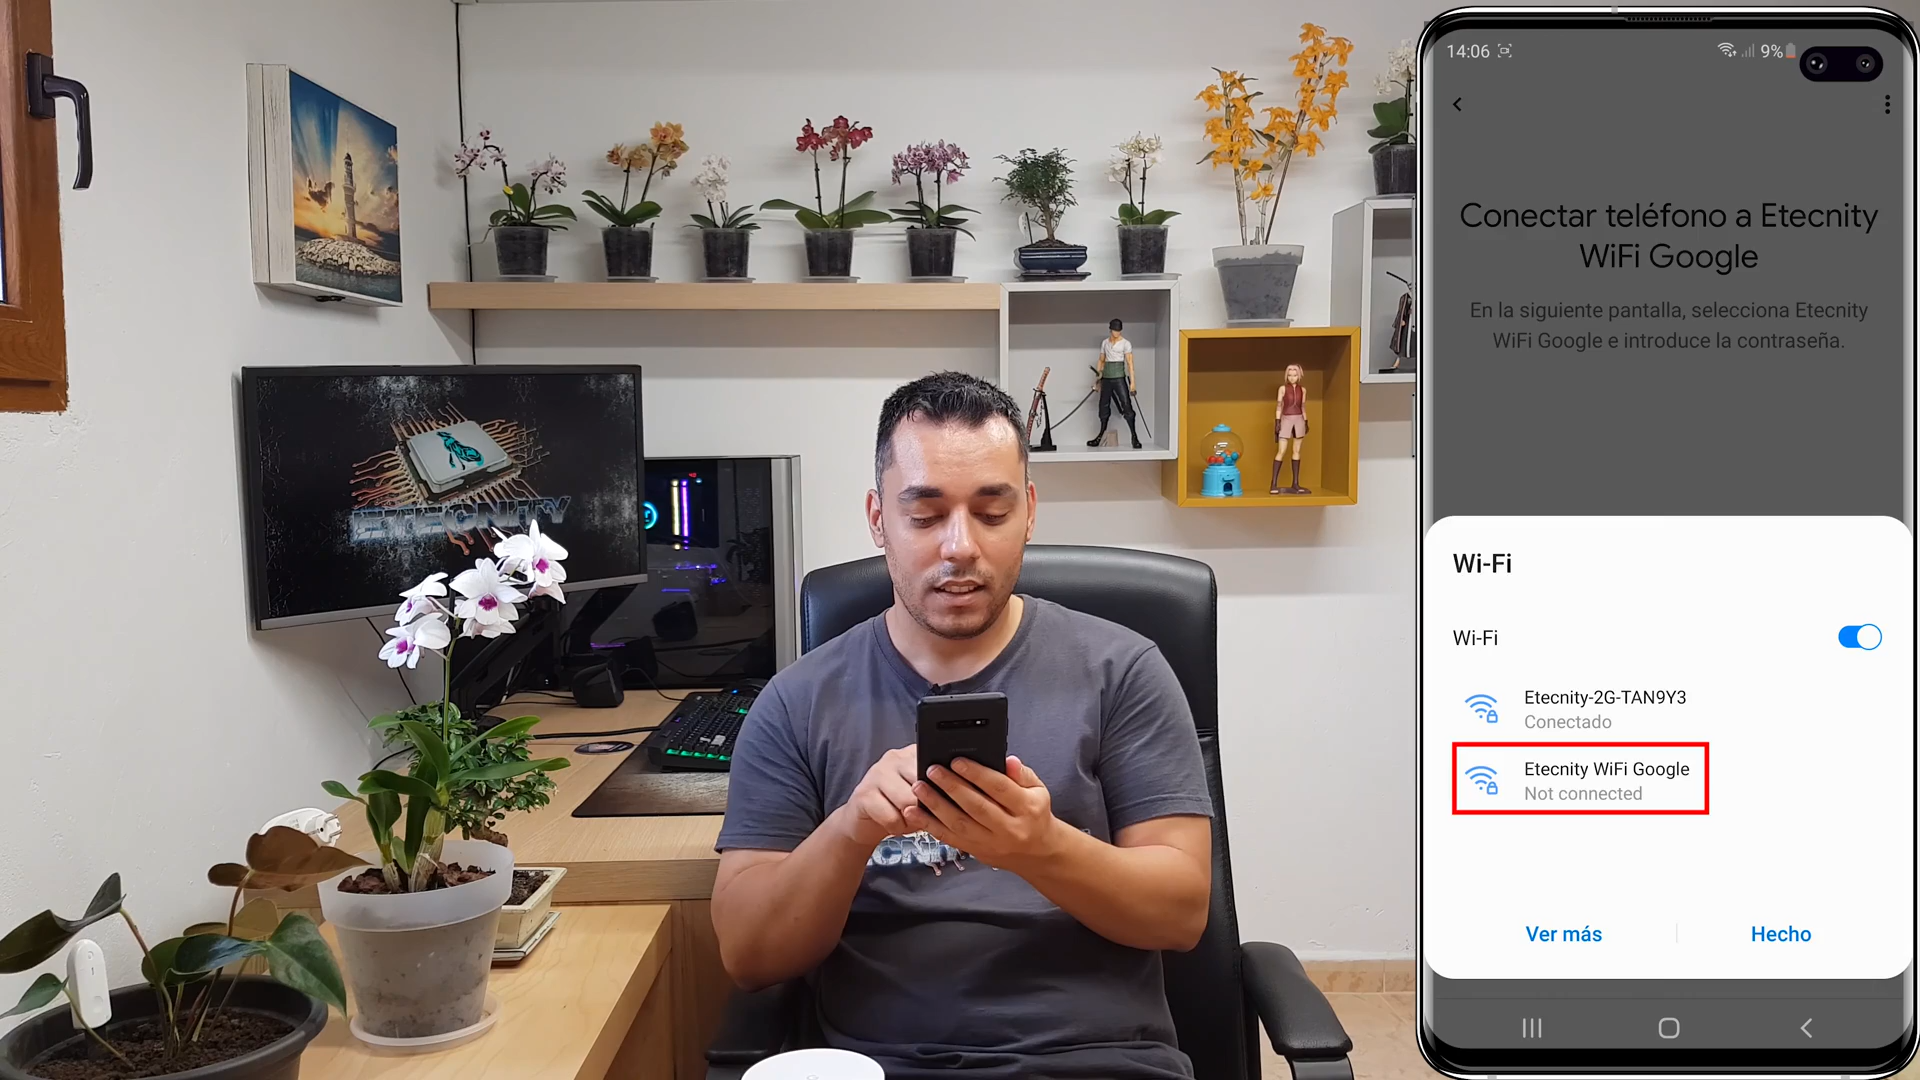 14:06
9%
Conectar teléfono a Etecnity
WiFi Google
En la siguiente pantalla, selecciona Etecnity
WiFi Google e introduce la contraseña.
Wi-Fi
Wi-Fi
Etecnity-2G-TAN9Y3
Conectado
Etecnity WiFi Google
Not connected
Ver más
Hecho
ETECNITY